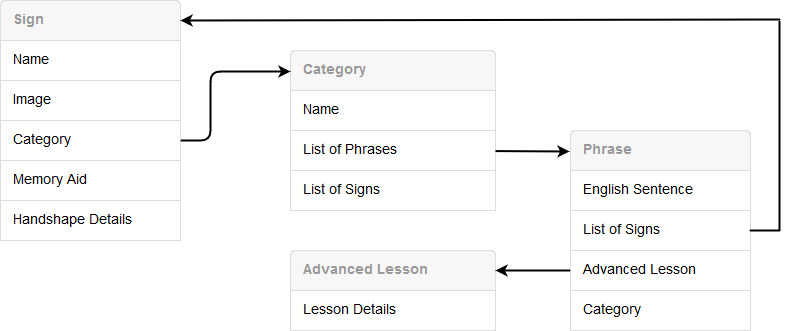 Sign
Name
Image
Category
Memory Aid
Handshape Details
Category
Name
List of Phrases
List of Signs
Phrase
English Sentence
List of Signs
Advanced Lesson
Category
Advanced Lesson
Lesson Details